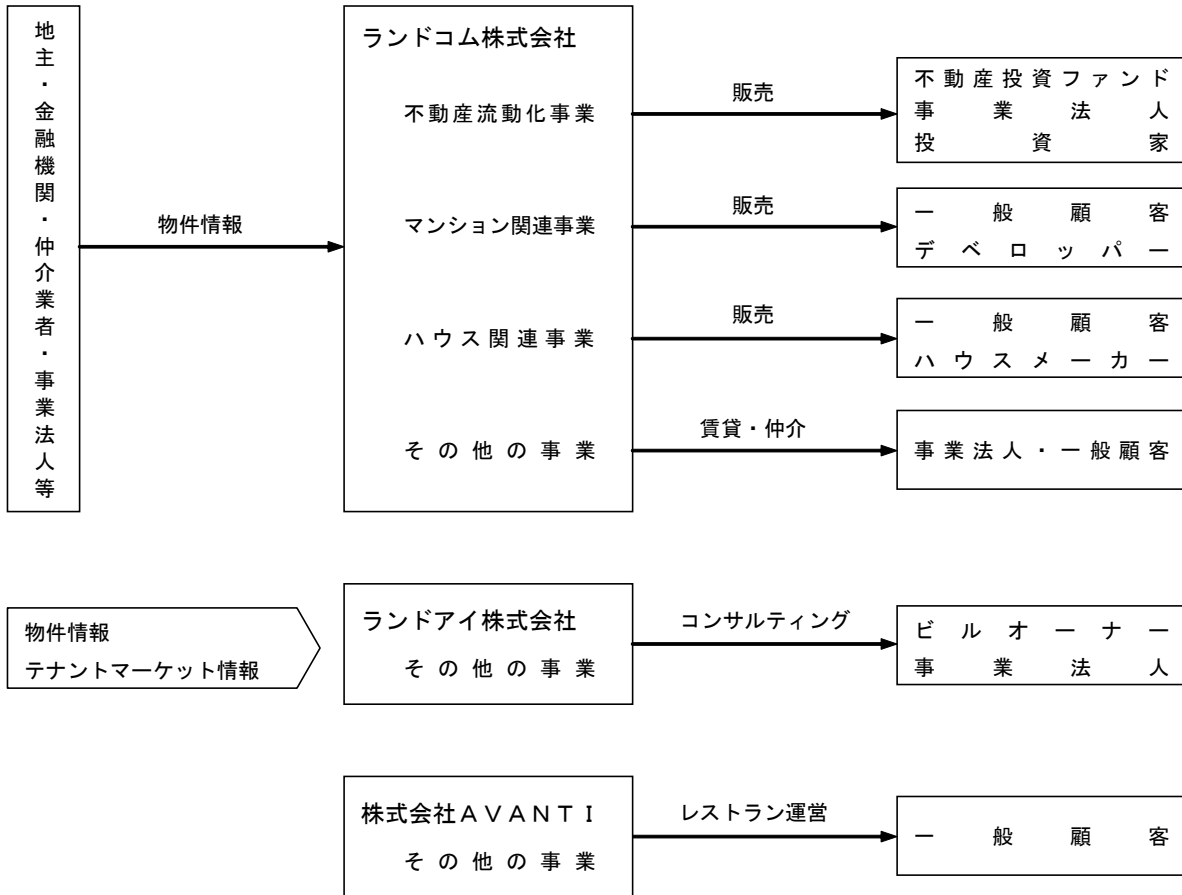 地主・金融機関・仲介業者・事業法人等
物件情報
ランドコム株式会社
不動産流動化事業
販売
不動産投資ファンド
事業法人
投資家
マンション関連事業
販売
一般顧客
デベロッパー
ハウス関連事業
販売
一般顧客
ハウスメーカー
その他の事業
賃貸・仲介
事業法人・一般顧客
物件情報
テナントマーケット情報
ランドアイ株式会社
その他の事業
コンサルティング
ビルオーナー
事業法人
株式会社AVANTI
その他の事業
レストラン運営
一般顧客